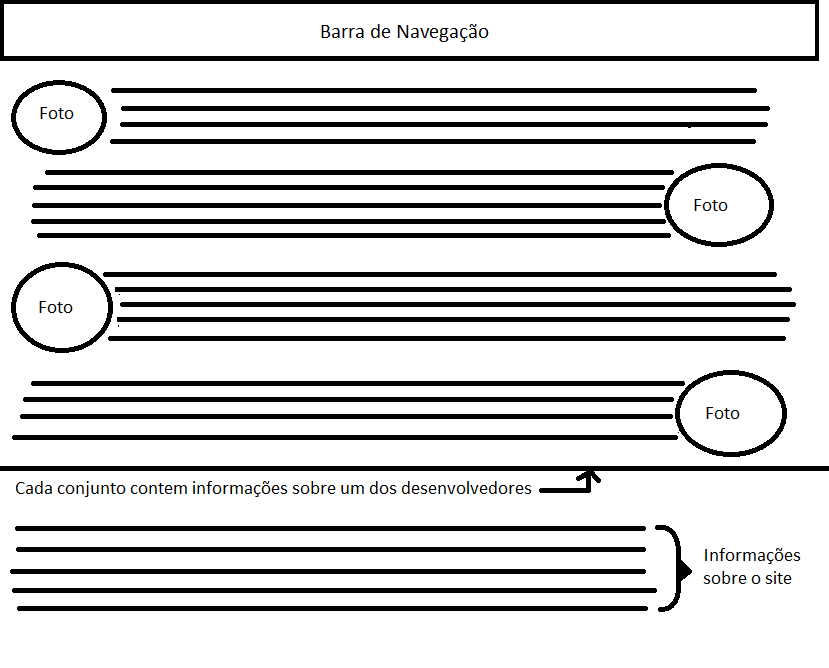 Barra de Navegação
Foto
Foto
Foto
Foto
Cada conjunto contem informações sobre um dos desenvolvedores
Informações
sobre o site